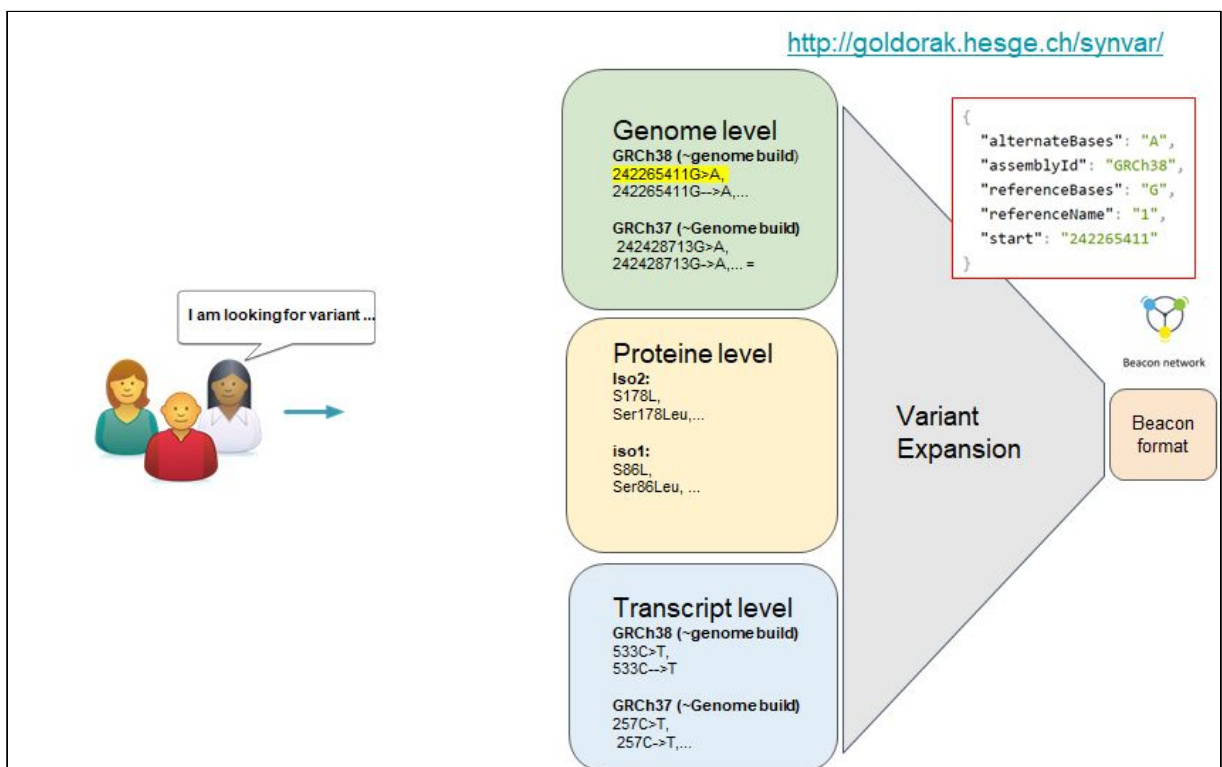 http://goldorak.hesge.ch/synvar/
Genome level
GRCh38 (~genome build)
242265411G>A,
242265411G-->A,...
GRCh37 (~Genome build)
242428713G>A,
242428713G->A,... =
{
"alternateBases": "A",
"assemblyId": "GRCh38",
"referenceBases": "G",
"referenceName": "1",
"start": "242265411"
}
I am looking for variant ...
Proteine level
Iso2:
S178L,
Ser178Leu,...
iso1:
S86L,
Ser86Leu, ...
Variant
Expansion
Beacon network
Beacon
format
Transcript level
GRCh38 (~genome build)
533C>T,
533C-->T
GRCh37 (~Genome build)
257C>T,
257C->T,...